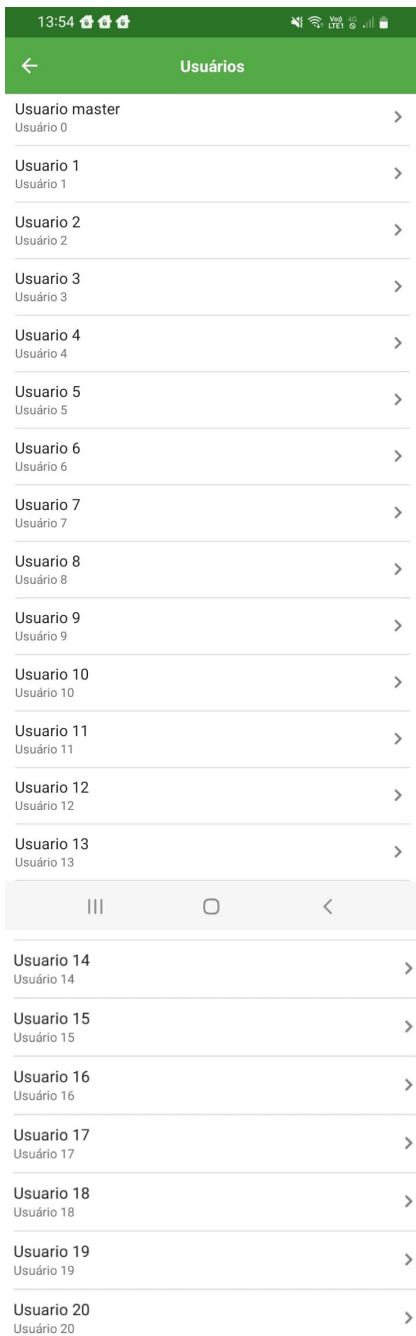 13:54
Vo)) LTE1 4G
Usuários
Usuario master
Usuário 0
Usuario 1
Usuário 1
Usuario 2
Usuário 2
Usuario 3
Usuário 3
Usuario 4
Usuário 4
Usuario 5
Usuário 5
Usuario 6
Usuário 6
Usuario 7
Usuário 7
Usuario 8
Usuário 8
Usuario 9
Usuário 9
Usuario 10
Usuário 10
Usuario 11
Usuário 11
Usuario 12
Usuário 12
Usuario 13
Usuário 13
Usuario 14
Usuário 14
Usuario 15
Usuário 15
Usuario 16
Usuário 16
Usuario 17
Usuário 17
Usuario 18
Usuário 18
Usuario 19
Usuário 19
Usuario 20
Usuário 20